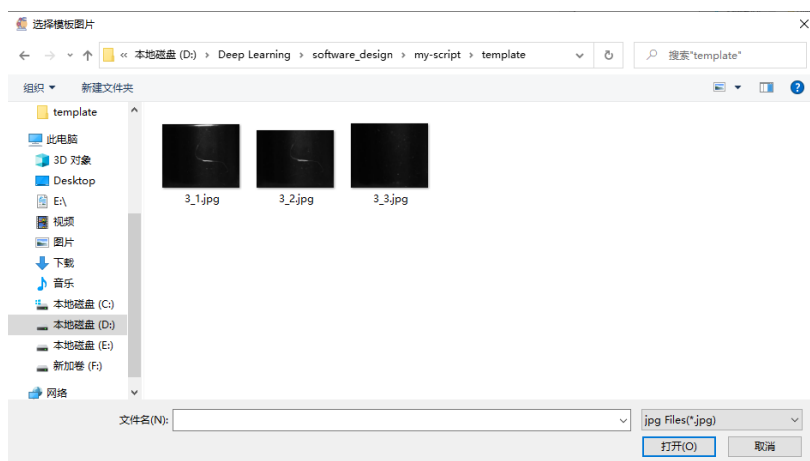 选择模板图片
« 本地磁盘 (D:) › Deep Learning › software_design › my-script › template
搜索"template"
组织 新建文件夹
template
此电脑
3D 对象
Desktop
E:\
视频
图片
下载
音乐
本地磁盘 (C:)
本地磁盘 (D:)
本地磁盘 (E:)
新加卷 (F:)
网络
3_1.jpg
3_2.jpg
3_3.jpg
文件名(N):
jpg Files(*.jpg)
打开(O) 取消